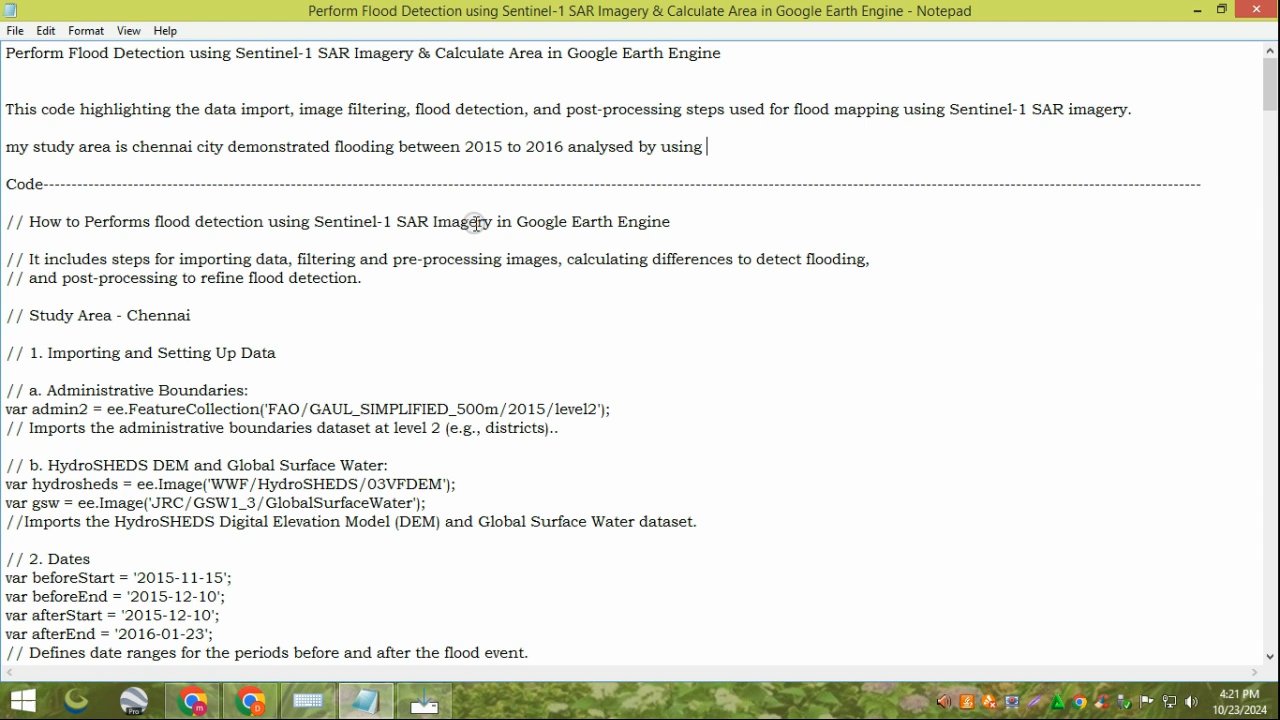 Perform Flood Detection using Sentinel-1 SAR Imagery & Calculate Area in Google Earth Engine - Notepad
File Edit Format View Help
Perform Flood Detection using Sentinel-1 SAR Imagery & Calculate Area in Google Earth Engine
This code highlighting the data import, image filtering, flood detection, and post-processing steps used for flood mapping using Sentinel-1 SAR imagery.
my study area is chennai city demonstrated flooding between 2015 to 2016 analysed by using
Code-----------------------------------------------------------------------------------------------------------------------------------------------------------
// How to Performs flood detection using Sentinel-1 SAR Imagery in Google Earth Engine
// It includes steps for importing data, filtering and pre-processing images, calculating differences to detect flooding,
// and post-processing to refine flood detection.
// Study Area - Chennai
// 1. Importing and Setting Up Data
// a. Administrative Boundaries:
var admin2 = ee.FeatureCollection('FAO/GAUL_SIMPLIFIED_500m/2015/level2');
// Imports the administrative boundaries dataset at level 2 (e.g., districts)..
// b. HydroSHEDS DEM and Global Surface Water:
var hydrosheds = ee.Image('WWF/HydroSHEDS/03VFDEM');
var gsw = ee.Image('JRC/GSW1_3/GlobalSurfaceWater');
//Imports the HydroSHEDS Digital Elevation Model (DEM) and Global Surface Water dataset.
// 2. Dates
var beforeStart = '2015-11-15';
var beforeEnd = '2015-12-10';
var afterStart = '2015-12-10';
var afterEnd = '2016-01-23';
// Defines date ranges for the periods before and after the flood event.
Pro
m
D
4:21 PM
10/23/2024